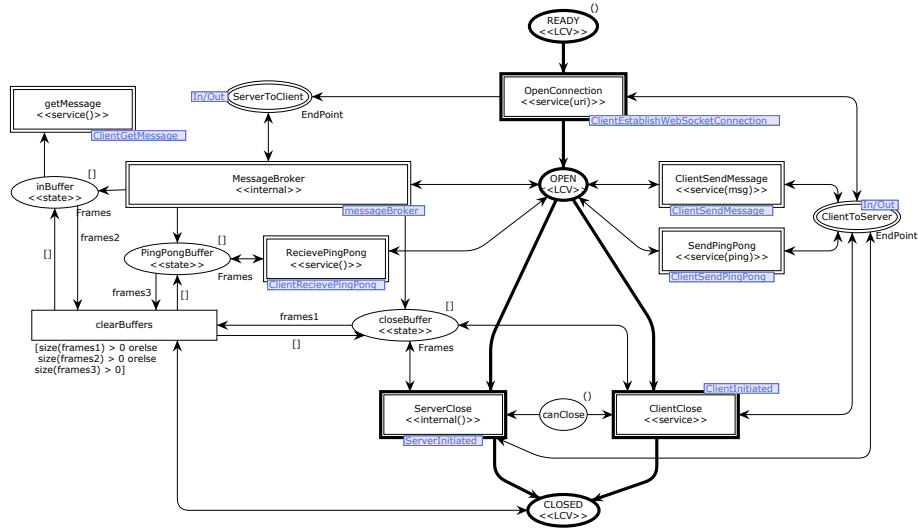 ()
READY
<<LCV>>
OpenConnection
<<service(uri)>>
ClientEstablishWebSocketConnection
In/Out
ServerToClient
EndPoint
getMessage
<<service()>>
ClientGetMessage
MessageBroker
<<internal>>
messageBroker
OPEN
<<LCV>>
ClientSendMessage
<<service(msg)>>
ClientSendMessage
In/Out
ClientToServer
EndPoint
[]
inBuffer
<<state>>
Frames
frames2
[]
[]
PingPongBuffer
<<state>>
Frames
RecievePingPong
<<service()>>
ClientRecievePingPong
SendPingPong
<<service(ping)>>
ClientSendPingPong
frames3
[]
clearBuffers
[size(frames1) > 0 orelse
size(frames2) > 0 orelse
size(frames3) > 0]
frames1
[]
[]
closeBuffer
<<state>>
Frames
ServerClose
<<internal()>>
ServerInitiated
()
canClose
ClientInitiated
ClientClose
<<service>>
CLOSED
<<LCV>>